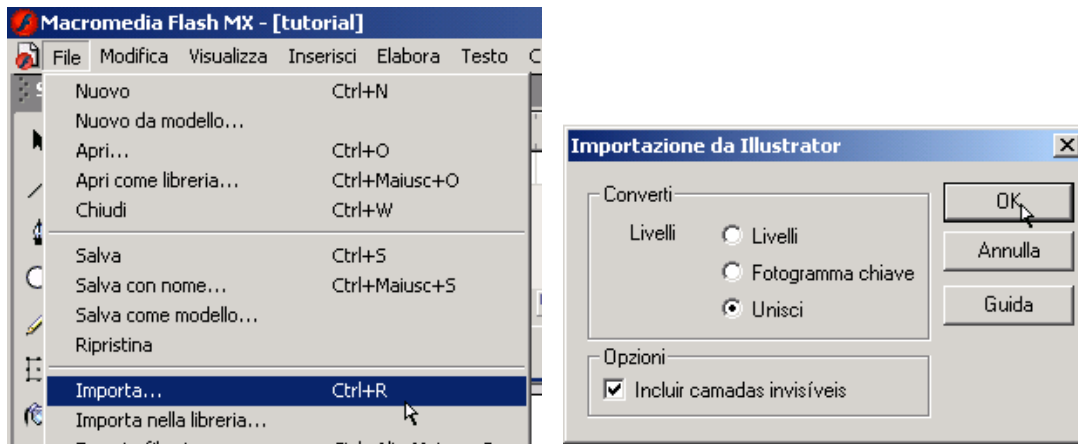 Macromedia Flash MX - [tutorial]
File Modifica Visualizza Inserisci Elabora Testo
Nuovo Ctrl+N
Nuovo da modello...
Apri... Ctrl+O
Apri come libreria... Ctrl+Maiusc+O
Chiudi Ctrl+W
Salva Ctrl+S
Salva con nome... Ctrl+Maiusc+S
Salva come modello...
Ripristina
Importa... Ctrl+R
Importa nella libreria...
Importazione da Illustrator
Converti
Livelli
Livelli
Fotogramma chiave
Unisci
Opzioni
Incluir camadas invisíveis
OK
Annulla
Guida